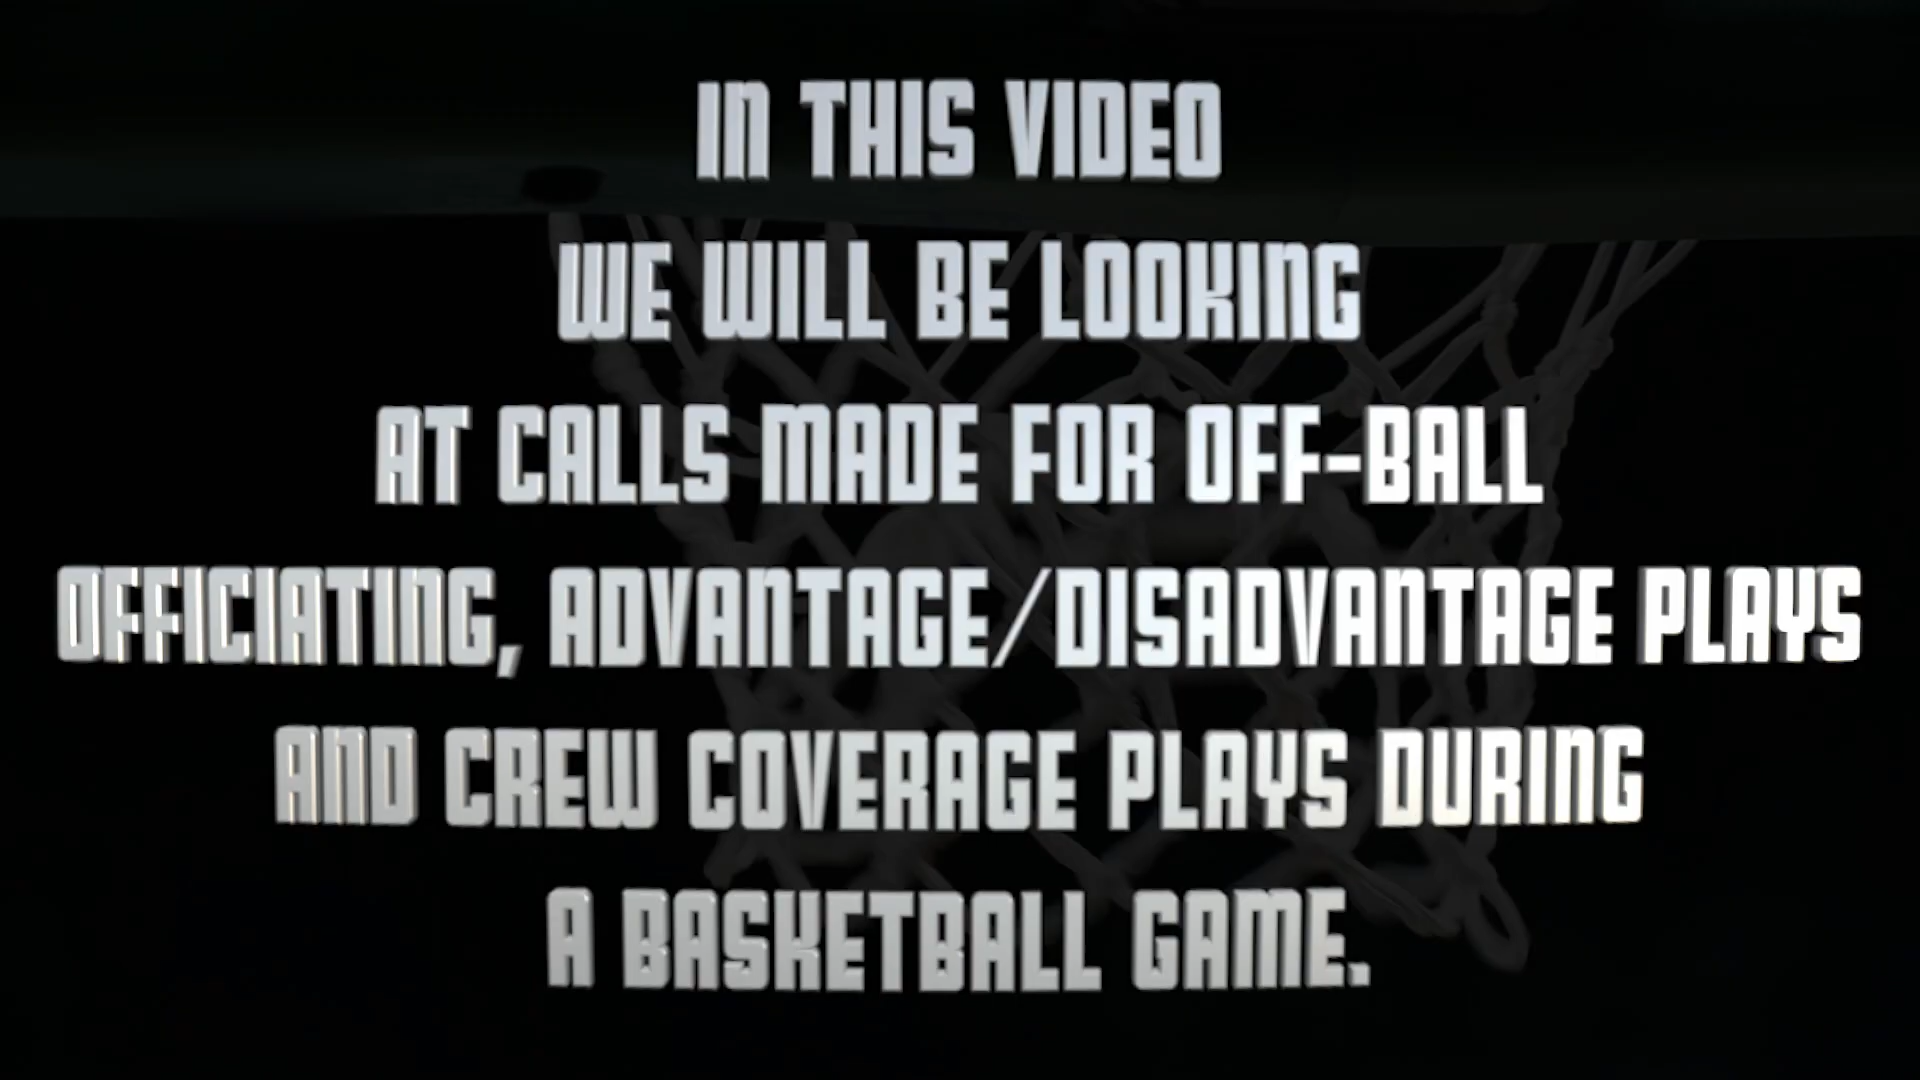 IN THIS VIDEO
WE WILL BE LOOKING
AT CALLS MADE FOR OFF-BALL
OFFICIATING, ADVANTAGE/DISADVANTAGE PLAYS
AND CREW COVERAGE PLAYS DURING
A BASKETBALL GAME.